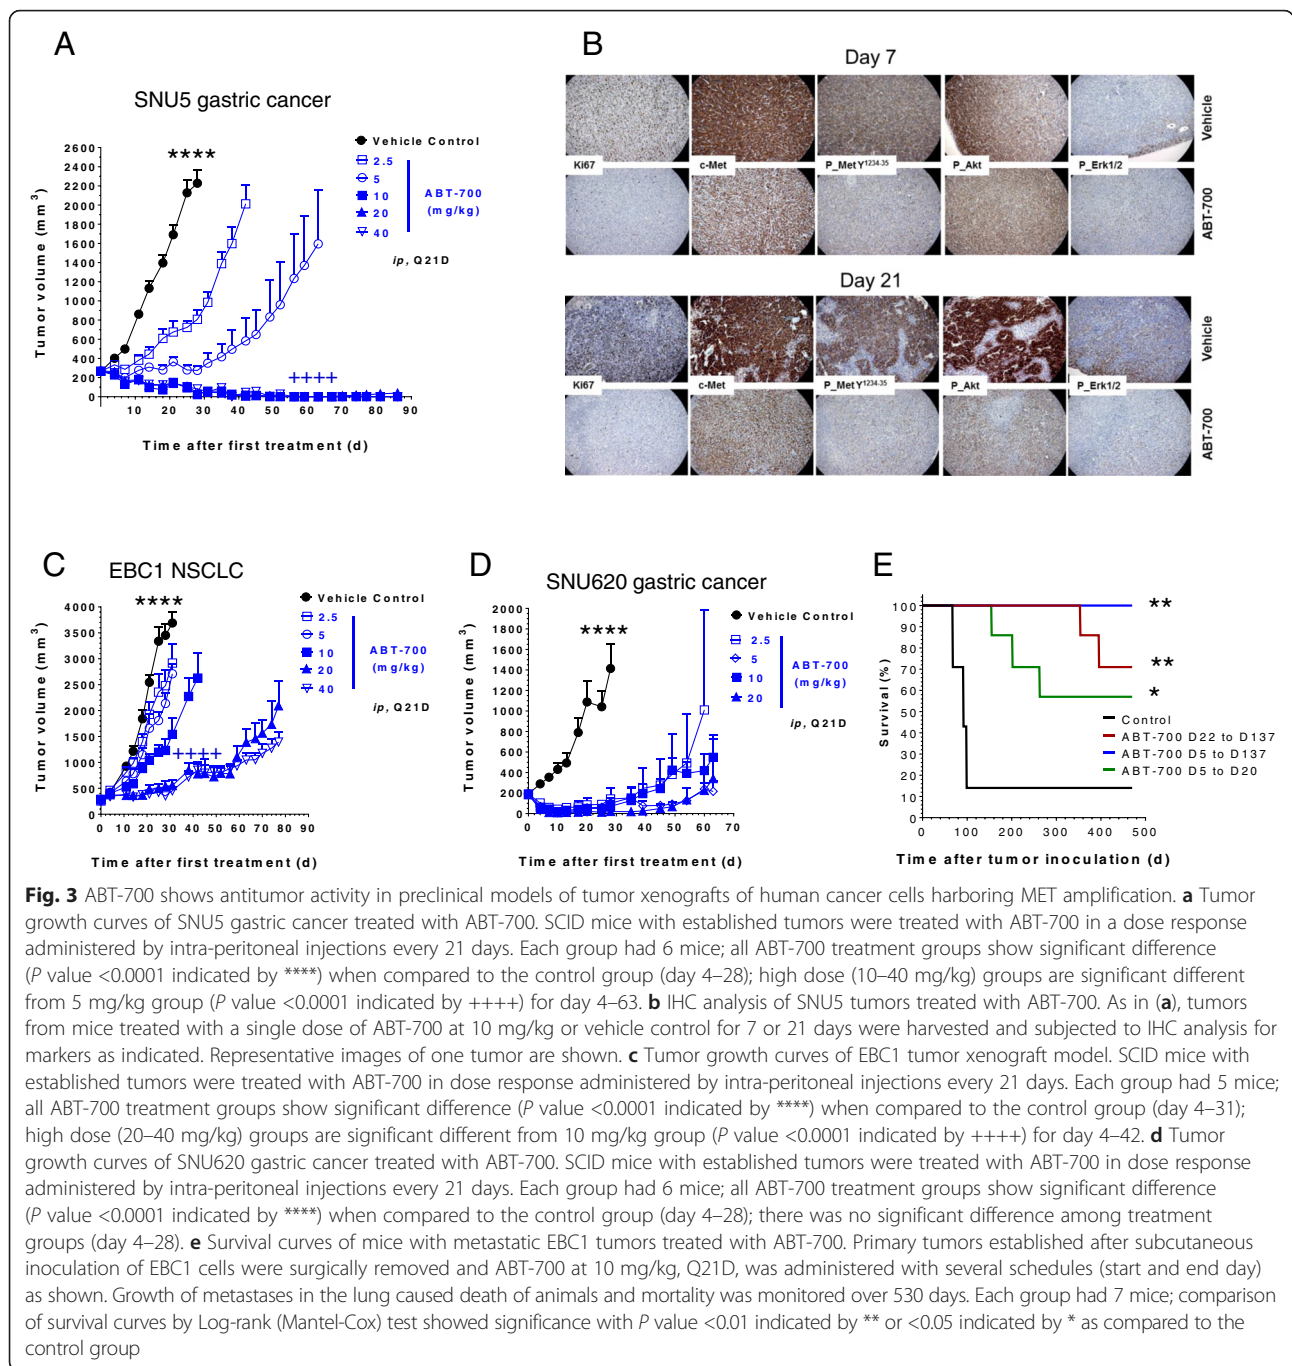 A
SNU5 gastric cancer
Tumor volume (mm³)
2600
2400
2200
2000
1800
1600
1400
1200
1000
800
600
400
200
0
****
++++
10 20 30 40 50 60 70 80 90
Time after first treatment (d)
Vehicle Control
2.5
5
10
20
40
ABT-700
(mg/kg)
ip, Q21D
B
Day 7
Vehicle
Ki67 c-Met P_MetY1234-35 P_Akt P_Erk1/2
ABT-700
Day 21
Vehicle
Ki67 c-Met P_MetY1234-35 P_Akt P_Erk1/2
ABT-700
C
EBC1 NSCLC
Tumor volume (mm³)
4000
3500
3000
2500
2000
1500
1000
500
0
****
++++
0 10 20 30 40 50 60 70 80 90
Time after first treatment (d)
Vehicle Control
2.5
5
10
20
40
ABT-700
(mg/kg)
ip, Q21D
D
SNU620 gastric cancer
Tumor volume (mm³)
2000
1800
1600
1400
1200
1000
800
600
400
200
0
****
0 10 20 30 40 50 60 70
Time after first treatment (d)
Vehicle Control
2.5
5
10
20
ABT-700
(mg/kg)
ip, Q21D
E
Survival (%)
100
90
80
70
60
50
40
30
20
10
0
**
**
*
Control
ABT-700 D22 to D137
ABT-700 D5 to D137
ABT-700 D5 to D20
0 100 200 300 400 500
Time after tumor inoculation (d)
Fig. 3 ABT-700 shows antitumor activity in preclinical models of tumor xenografts of human cancer cells harboring MET amplification. a Tumor
growth curves of SNU5 gastric cancer treated with ABT-700. SCID mice with established tumors were treated with ABT-700 in a dose response
administered by intra-peritoneal injections every 21 days. Each group had 6 mice; all ABT-700 treatment groups show significant difference
(P value <0.0001 indicated by ****) when compared to the control group (day 4–28); high dose (10–40 mg/kg) groups are significant different
from 5 mg/kg group (P value <0.0001 indicated by ++++) for day 4–63. b IHC analysis of SNU5 tumors treated with ABT-700. As in (a), tumors
from mice treated with a single dose of ABT-700 at 10 mg/kg or vehicle control for 7 or 21 days were harvested and subjected to IHC analysis for
markers as indicated. Representative images of one tumor are shown. c Tumor growth curves of EBC1 tumor xenograft model. SCID mice with
established tumors were treated with ABT-700 in dose response administered by intra-peritoneal injections every 21 days. Each group had 5 mice;
all ABT-700 treatment groups show significant difference (P value <0.0001 indicated by ****) when compared to the control group (day 4–31);
high dose (20–40 mg/kg) groups are significant different from 10 mg/kg group (P value <0.0001 indicated by ++++) for day 4–42. d Tumor
growth curves of SNU620 gastric cancer treated with ABT-700. SCID mice with established tumors were treated with ABT-700 in dose response
administered by intra-peritoneal injections every 21 days. Each group had 6 mice; all ABT-700 treatment groups show significant difference
(P value <0.0001 indicated by ****) when compared to the control group (day 4–28); there was no significant difference among treatment
groups (day 4–28). e Survival curves of mice with metastatic EBC1 tumors treated with ABT-700. Primary tumors established after subcutaneous
inoculation of EBC1 cells were surgically removed and ABT-700 at 10 mg/kg, Q21D, was administered with several schedules (start and end day)
as shown. Growth of metastases in the lung caused death of animals and mortality was monitored over 530 days. Each group had 7 mice; comparison
of survival curves by Log-rank (Mantel-Cox) test showed significance with P value <0.01 indicated by ** or <0.05 indicated by * as compared to the
control group